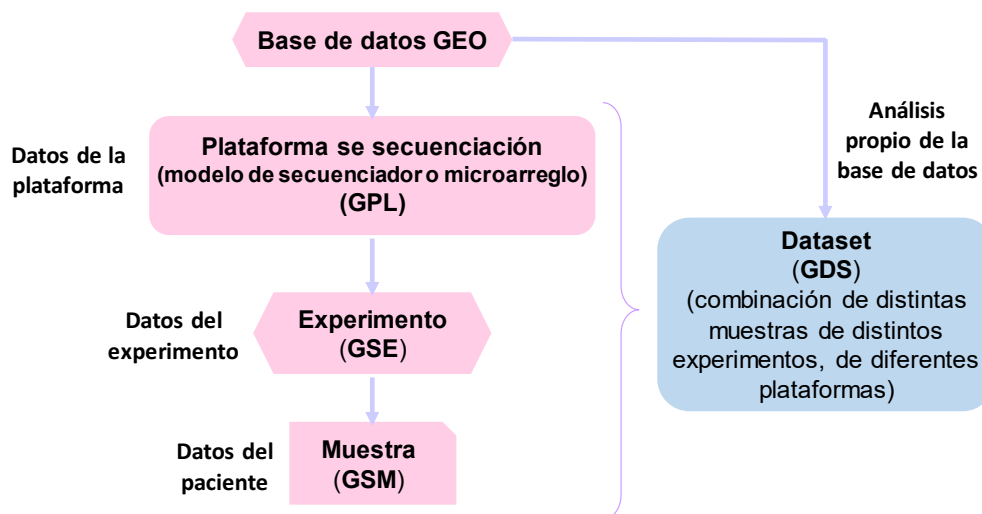 Base de datos GEO
Datos de la
plataforma
Plataforma se secuenciación
(modelo de secuenciador o microarreglo)
(GPL)
Análisis
propio de la
base de datos
Dataset
(GDS)
(combinación de distintas
muestras de distintos
experimentos, de diferentes
plataformas)
Datos del
experimento
Experimento
(GSE)
Datos del
paciente
Muestra
(GSM)